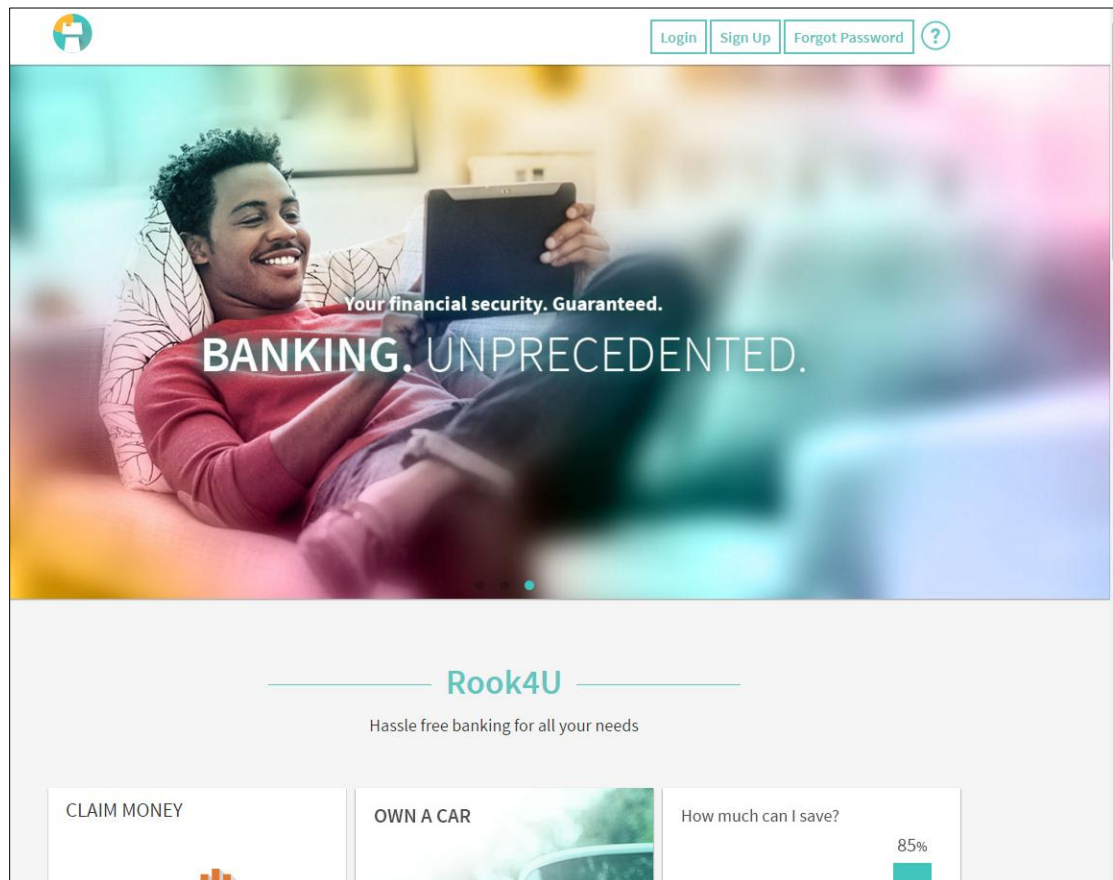 Login Sign Up Forgot Password ?
Your financial security. Guaranteed.
BANKING. UNPRECEDENTED.
Rook4U
Hassle free banking for all your needs
CLAIM MONEY
OWN A CAR
How much can I save?
85%